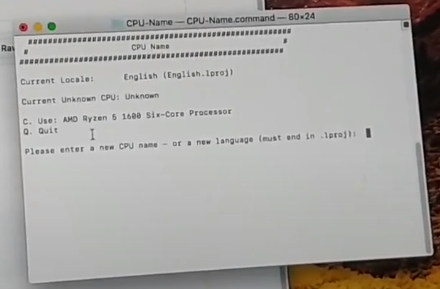 CPU-Name — CPU-Name.command — 80×24
Rav
########################################################
# CPU Name #
########################################################
Current Locale: English (English.lproj)
Current Unknown CPU: Unknown
C. Use: AMD Ryzen 5 1600 Six-Core Processor
Q. Quit
Please enter a new CPU name - or a new language (must end in .lproj):